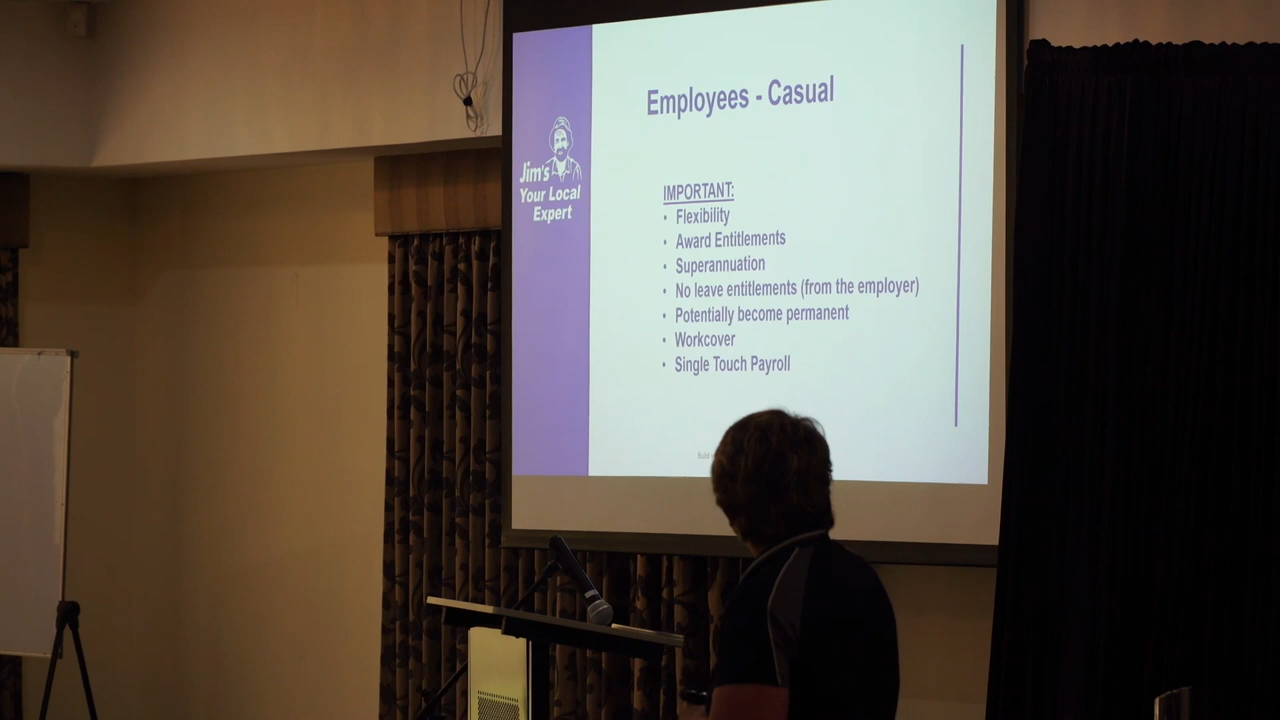 Employees - Casual
Jim's
Your Local
Expert
IMPORTANT:
• Flexibility
• Award Entitlements
• Superannuation
• No leave entitlements (from the employer)
• Potentially become permanent
• Workcover
• Single Touch Payroll
Build